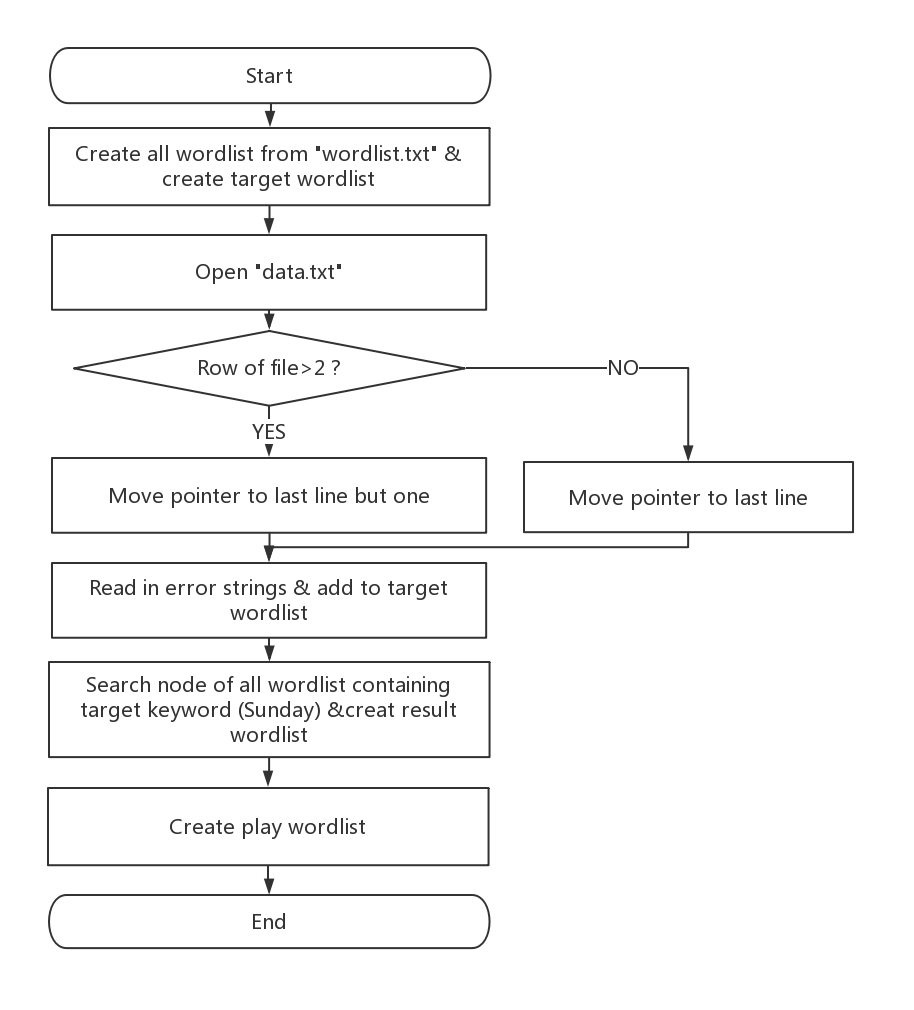 Start
Create all wordlist from "wordlist.txt" &
create target wordlist
Open "data.txt"
Row of file>2 ?
NO
YES
Move pointer to last line but one
Move pointer to last line
Read in error strings & add to target
wordlist
Search node of all wordlist containing
target keyword (Sunday) &creat result
wordlist
Create play wordlist
End